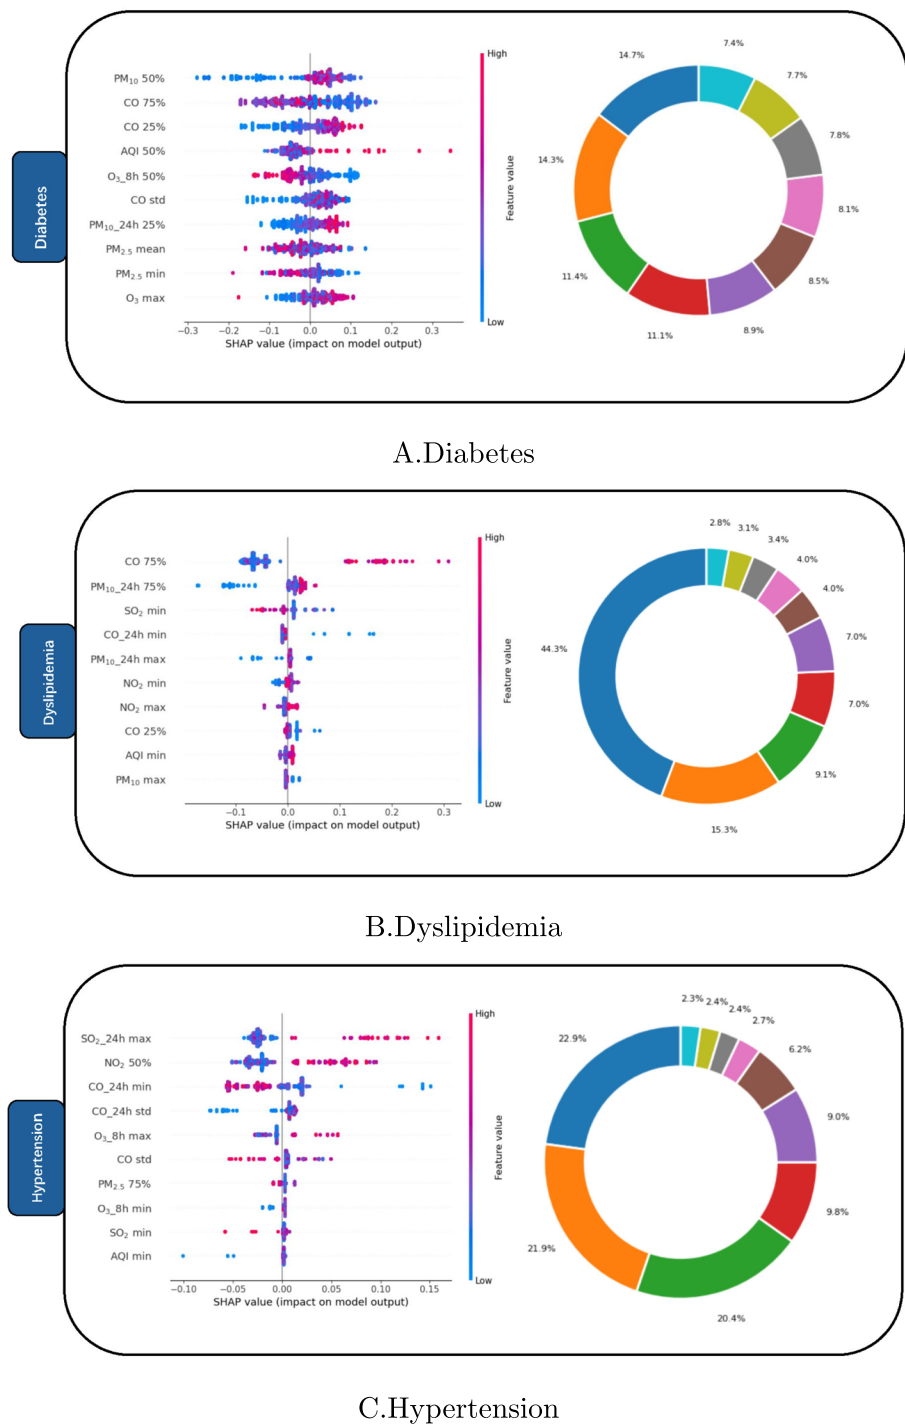 Diabetes
PM₁₀ 50%
CO 75%
CO 25%
AQI 50%
O₃_8h 50%
CO std
PM₁₀_24h 25%
PM₂.₅ mean
PM₂.₅ min
O₃ max
−0.3 −0.2 −0.1 0.0 0.1 0.2 0.3
SHAP value (impact on model output)
High
Feature value
Low
14.7%
14.3%
11.4%
11.1%
8.9%
8.5%
8.1%
7.8%
7.7%
7.4%
A.Diabetes
Dyslipidemia
CO 75%
PM₁₀_24h 75%
SO₂ min
CO_24h min
PM₁₀_24h max
NO₂ min
NO₂ max
CO 25%
AQI min
PM₁₀ max
−0.1 0.0 0.1 0.2 0.3
SHAP value (impact on model output)
High
Feature value
Low
44.3%
15.3%
9.1%
7.0%
7.0%
4.0%
4.0%
3.4%
3.1%
2.8%
B.Dyslipidemia
Hypertension
SO₂_24h max
NO₂ 50%
CO_24h min
CO_24h std
O₃_8h max
CO std
PM₂.₅ 75%
O₃_8h min
SO₂ min
AQI min
−0.10 −0.05 0.00 0.05 0.10 0.15
SHAP value (impact on model output)
High
Feature value
Low
22.9%
21.9%
20.4%
9.8%
9.0%
6.2%
2.7%
2.4%
2.4%
2.3%
C.Hypertension